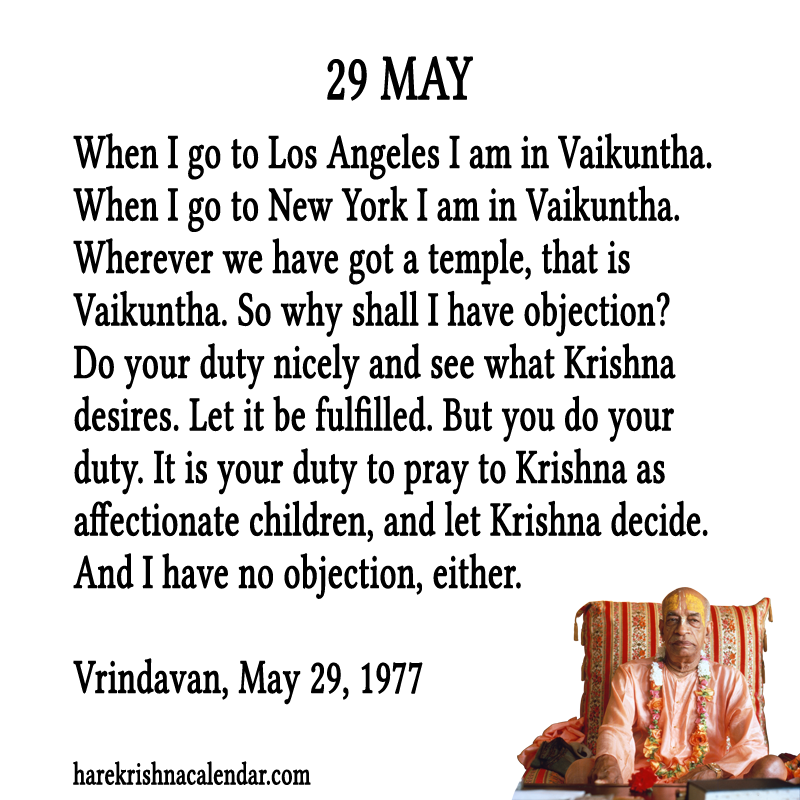 29 MAY
When I go to Los Angeles I am in Vaikuntha.
When I go to New York I am in Vaikuntha.
Wherever we have got a temple, that is
Vaikuntha. So why shall I have objection?
Do your duty nicely and see what Krishna
desires. Let it be fulfilled. But you do your
duty. It is your duty to pray to Krishna as
affectionate children, and let Krishna decide.
And I have no objection, either.
Vrindavan, May 29, 1977
harekrishnacalendar.com